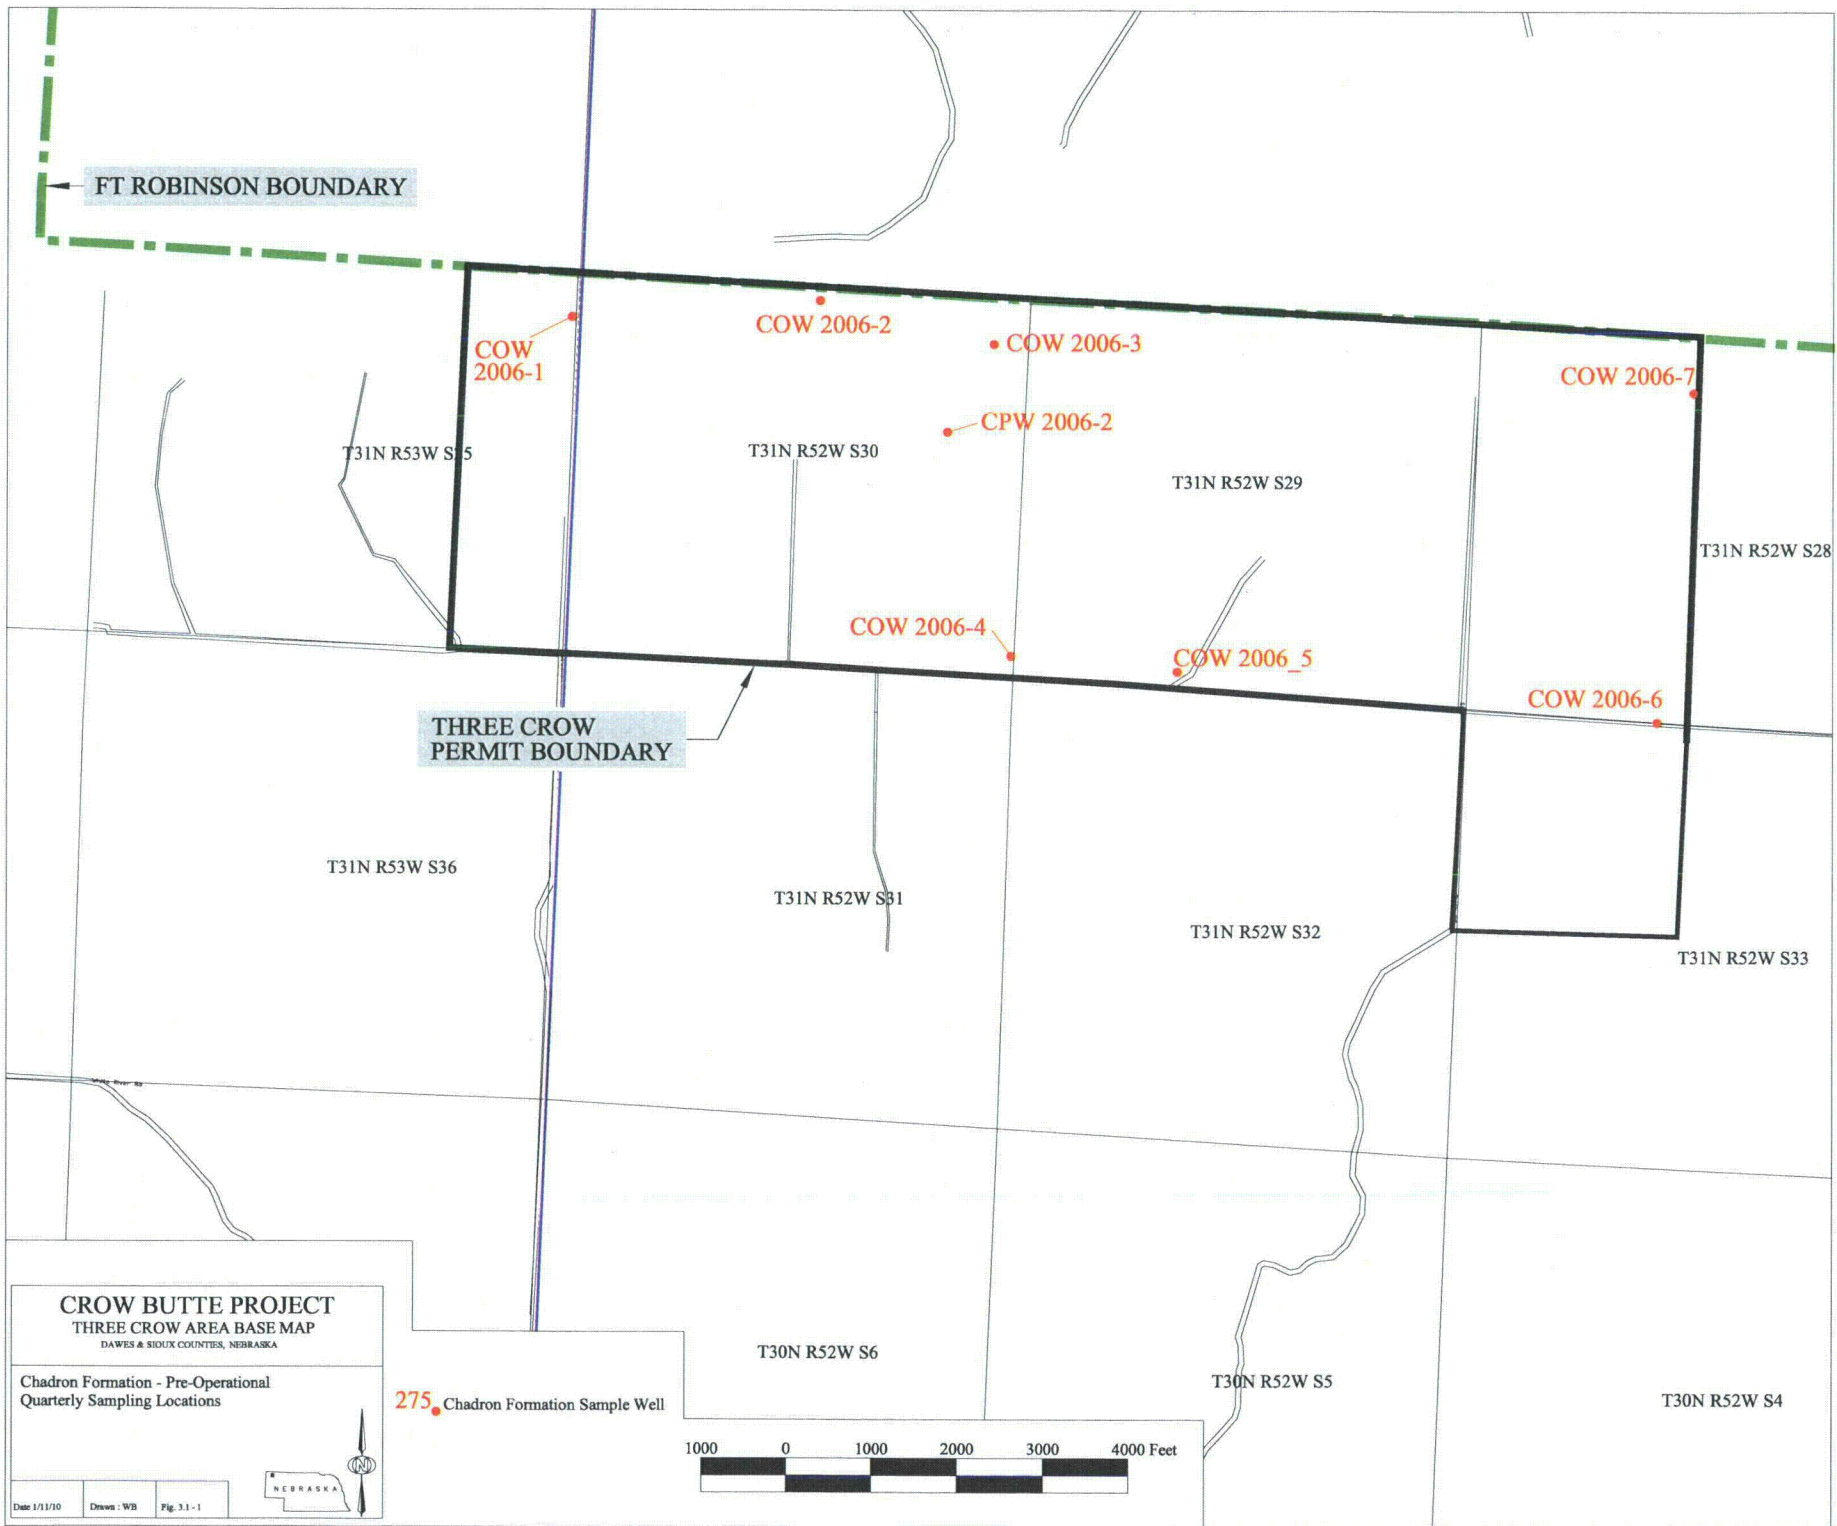 FT ROBINSON BOUNDARY
COW 2006-2
COW
2006-1
COW 2006-3
COW 2006-7
CPW 2006-2
T31N R53W S25
T31N R52W S30
T31N R52W S29
T31N R52W S28
COW 2006-4
COW 2006_5
COW 2006-6
THREE CROW
PERMIT BOUNDARY
T31N R53W S36
T31N R52W S31
T31N R52W S32
T31N R52W S33
White River Rd
CROW BUTTE PROJECT
THREE CROW AREA BASE MAP
DAWES & SIOUX COUNTIES, NEBRASKA
Chadron Formation - Pre-Operational
Quarterly Sampling Locations
N
NEBRASKA
Date 1/11/10
Drawn : WB
Fig. 3.1 - 1
275 Chadron Formation Sample Well
T30N R52W S6
T30N R52W S5
T30N R52W S4
1000 0 1000 2000 3000 4000 Feet